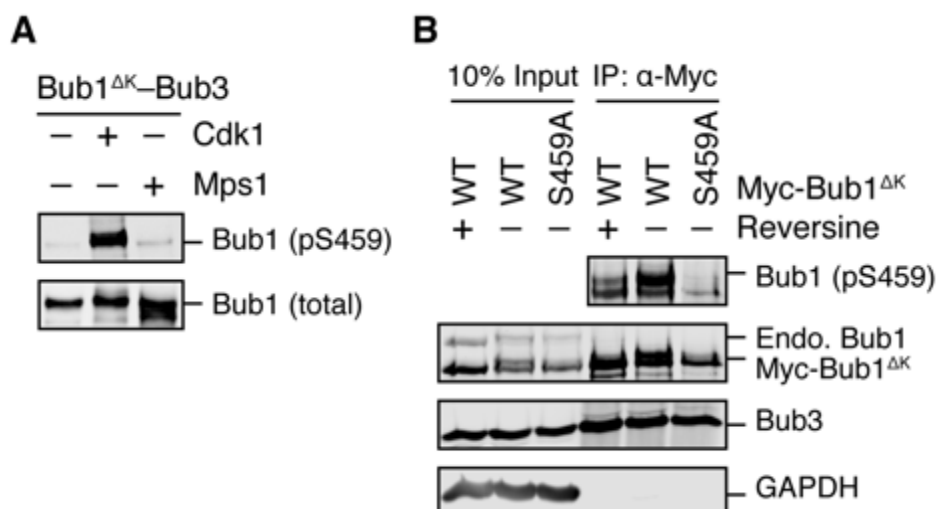 A
Bub1ΔK–Bub3
– + – Cdk1
– – + Mps1
Bub1 (pS459)
Bub1 (total)
B
10% Input IP: α-Myc
WT WT S459A WT WT S459A Myc-Bub1ΔK
+ – – + – – Reversine
Bub1 (pS459)
Endo. Bub1
Myc-Bub1ΔK
Bub3
GAPDH